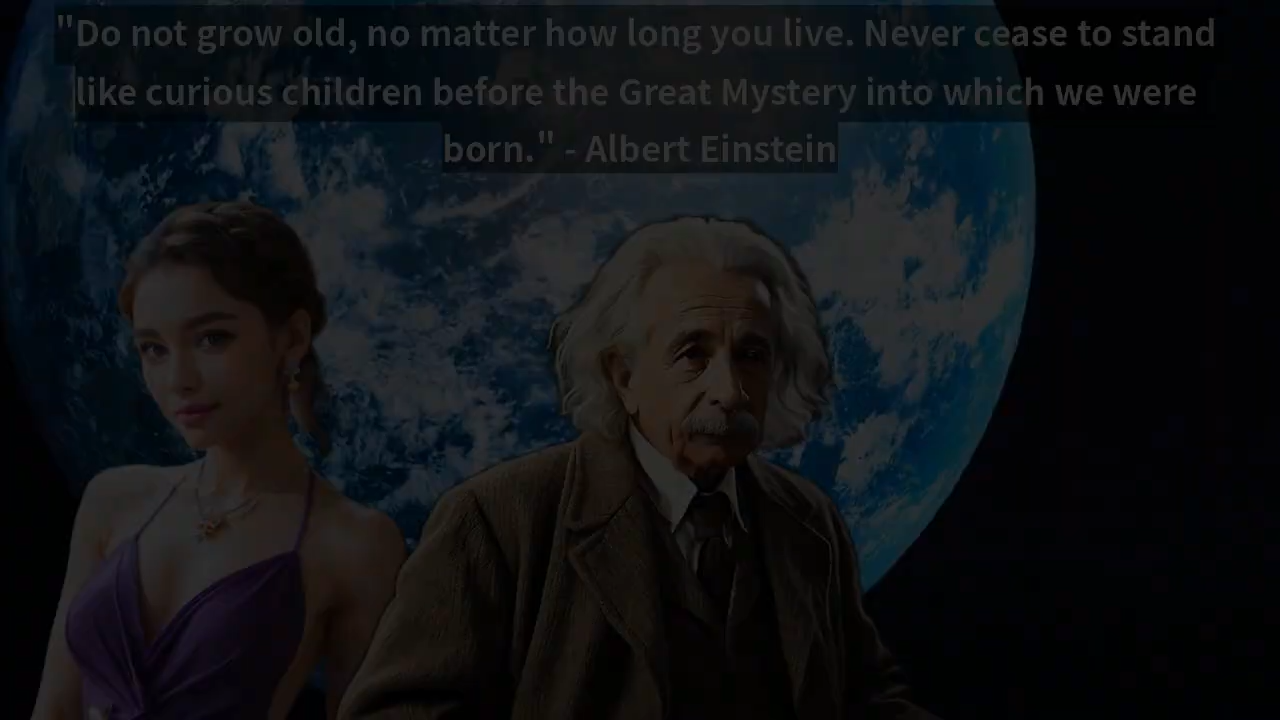 "Do not grow old, no matter how long you live. Never cease to stand
like curious children before the Great Mystery into which we were
born." - Albert Einstein